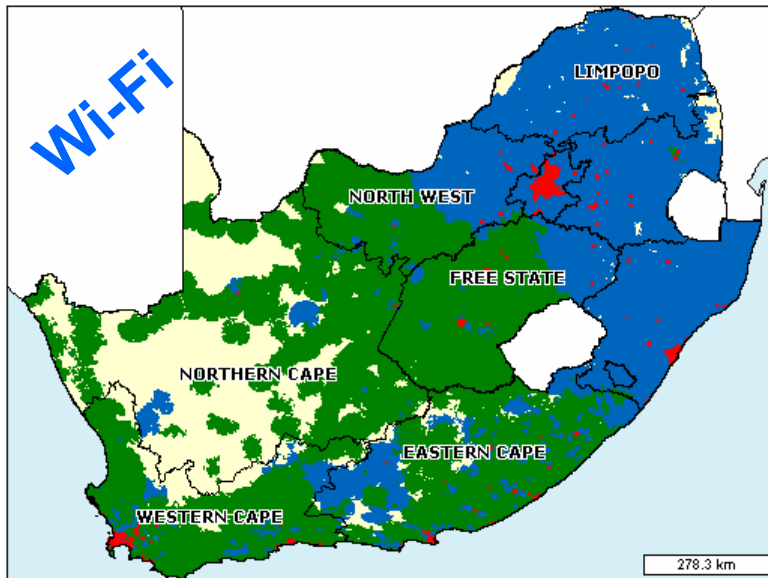 Wi-Fi
LIMPOPO
NORTH WEST
FREE STATE
NORTHERN CAPE
EASTERN CAPE
WESTERN CAPE
278.3 km